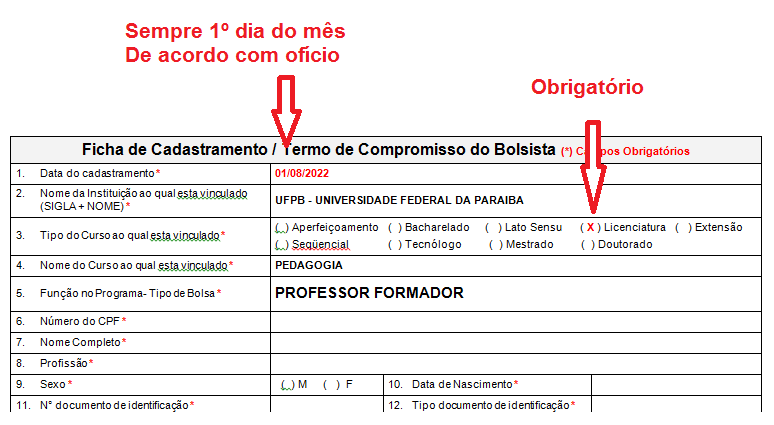 Sempre 1º dia do mês
De acordo com ofício
Obrigatório
Ficha de Cadastramento / Termo de Compromisso do Bolsista (*) Campos Obrigatórios
1. Data do cadastramento* 01/08/2022
2. Nome da Instituição ao qual esta vinculado
(SIGLA + NOME)* UFPB - UNIVERSIDADE FEDERAL DA PARAIBA
3. Tipo do Curso ao qual esta vinculado* ( ) Aperfeiçoamento ( ) Bacharelado ( ) Lato Sensu ( X ) Licenciatura ( ) Extensão
( ) Seqüencial ( ) Tecnólogo ( ) Mestrado ( ) Doutorado
4. Nome do Curso ao qual esta vinculado* PEDAGOGIA
5. Função no Programa- Tipo de Bolsa* PROFESSOR FORMADOR
6. Número do CPF*
7. Nome Completo*
8. Profissão*
9. Sexo* ( ) M ( ) F 10. Data de Nascimento*
11. N° documento de identificação* 12. Tipo documento de identificação*